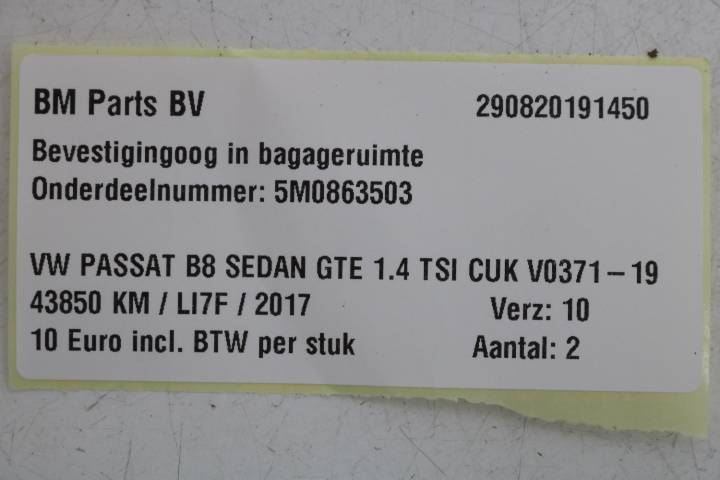 BM Parts BV 290820191450
Bevestigingoog in bagageruimte
Onderdeelnummer: 5M0863503
VW PASSAT B8 SEDAN GTE 1.4 TSI CUK V0371-19
43850 KM / LI7F / 2017 Verz: 10
10 Euro incl. BTW per stuk Aantal: 2